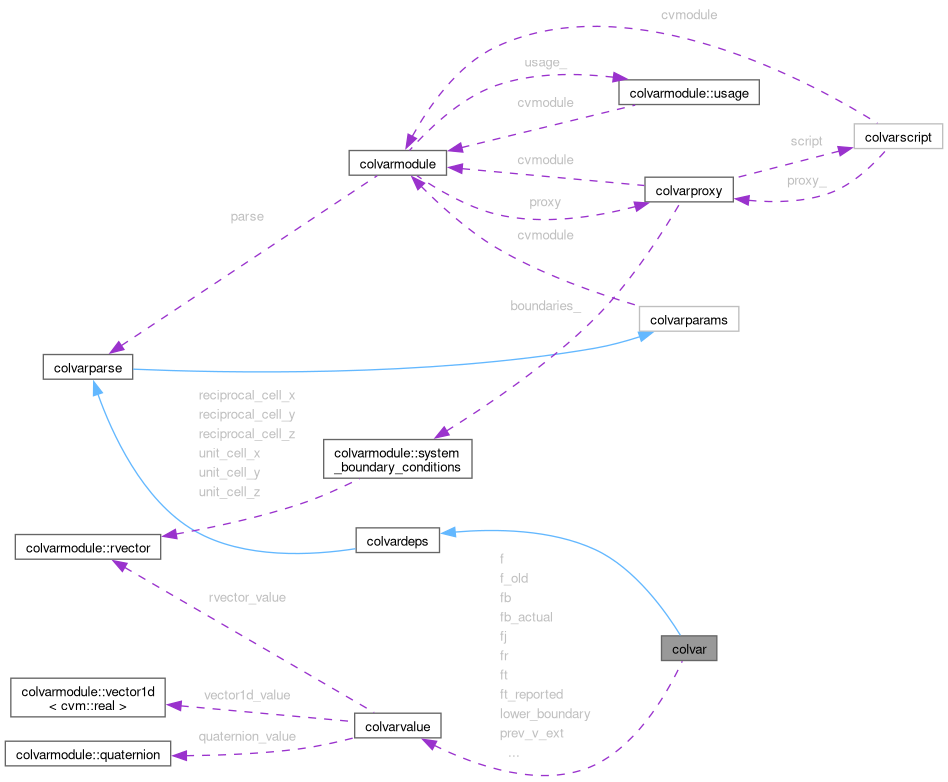 cvmodule
usage_
colvarmodule::usage
cvmodule
colvarscript
script
colvarmodule
cvmodule
proxy_
colvarproxy
proxy
parse
cvmodule
boundaries_
colvarparams
colvarparse
reciprocal_cell_x
reciprocal_cell_y
reciprocal_cell_z
unit_cell_x
unit_cell_y
unit_cell_z
colvarmodule::system
_boundary_conditions
colvardeps
colvarmodule::rvector
f
f_old
fb
fb_actual
fj
fr
ft
ft_reported
lower_boundary
prev_v_ext
...
rvector_value
colvar
colvarmodule::vector1d
< cvm::real >
vector1d_value
colvarvalue
quaternion_value
colvarmodule::quaternion